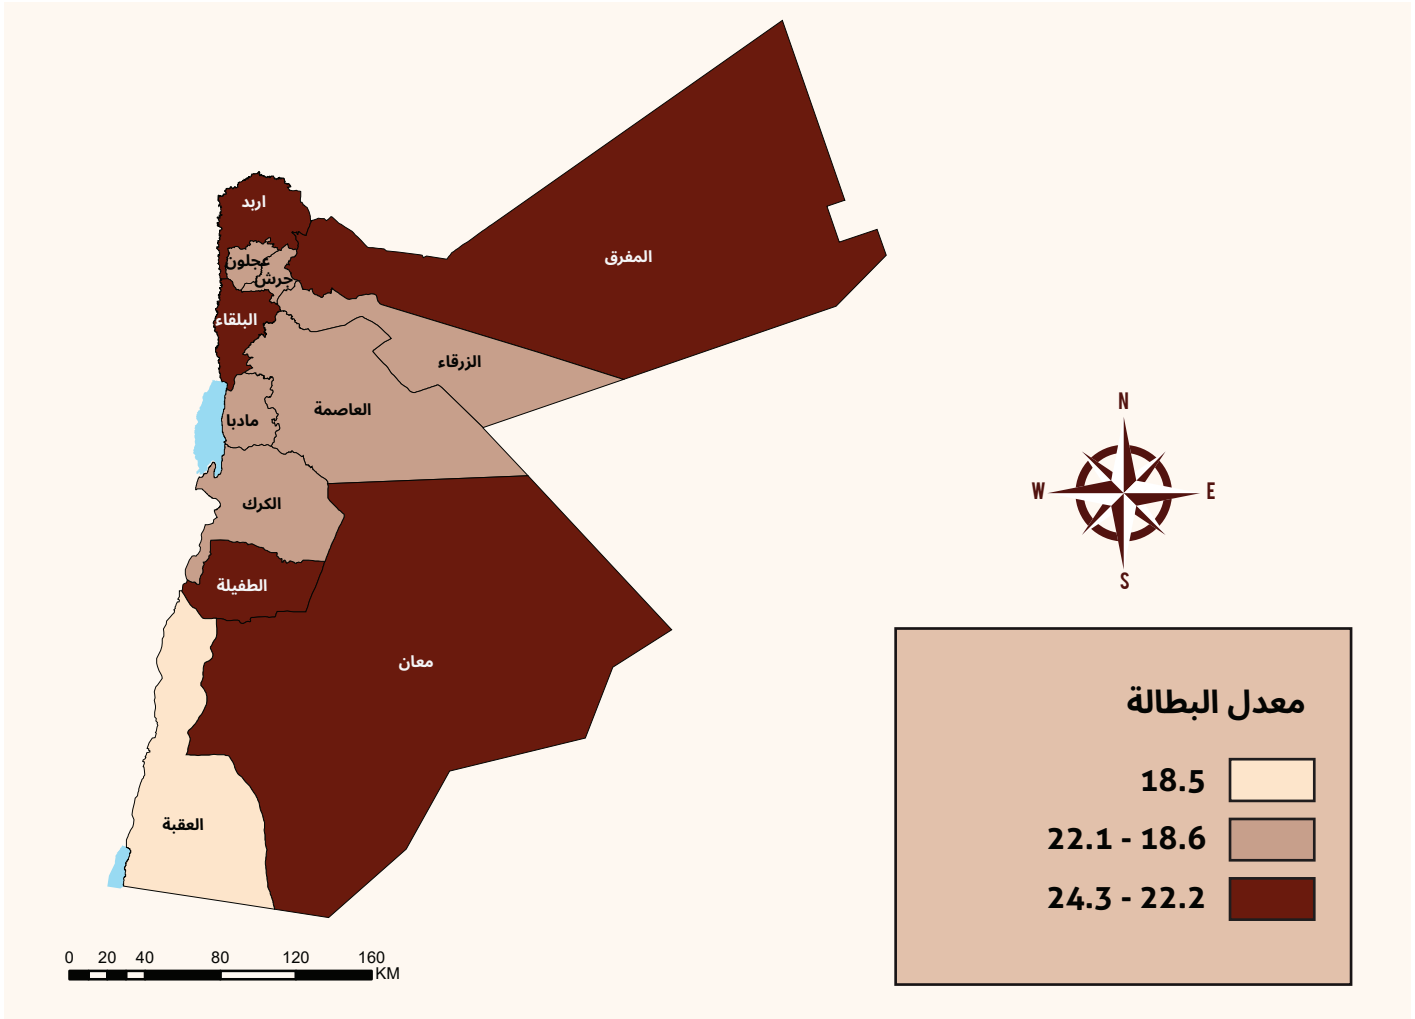 اربد
المفرق
عجلون
جرش
البلقاء
الزرقاء
العاصمة
مادبا
الكرك
الطفيلة
معان
العقبة
N
W
E
S
معدل البطالة
18.5
22.1 - 18.6
24.3 - 22.2
0 20 40 80 120 160
KM